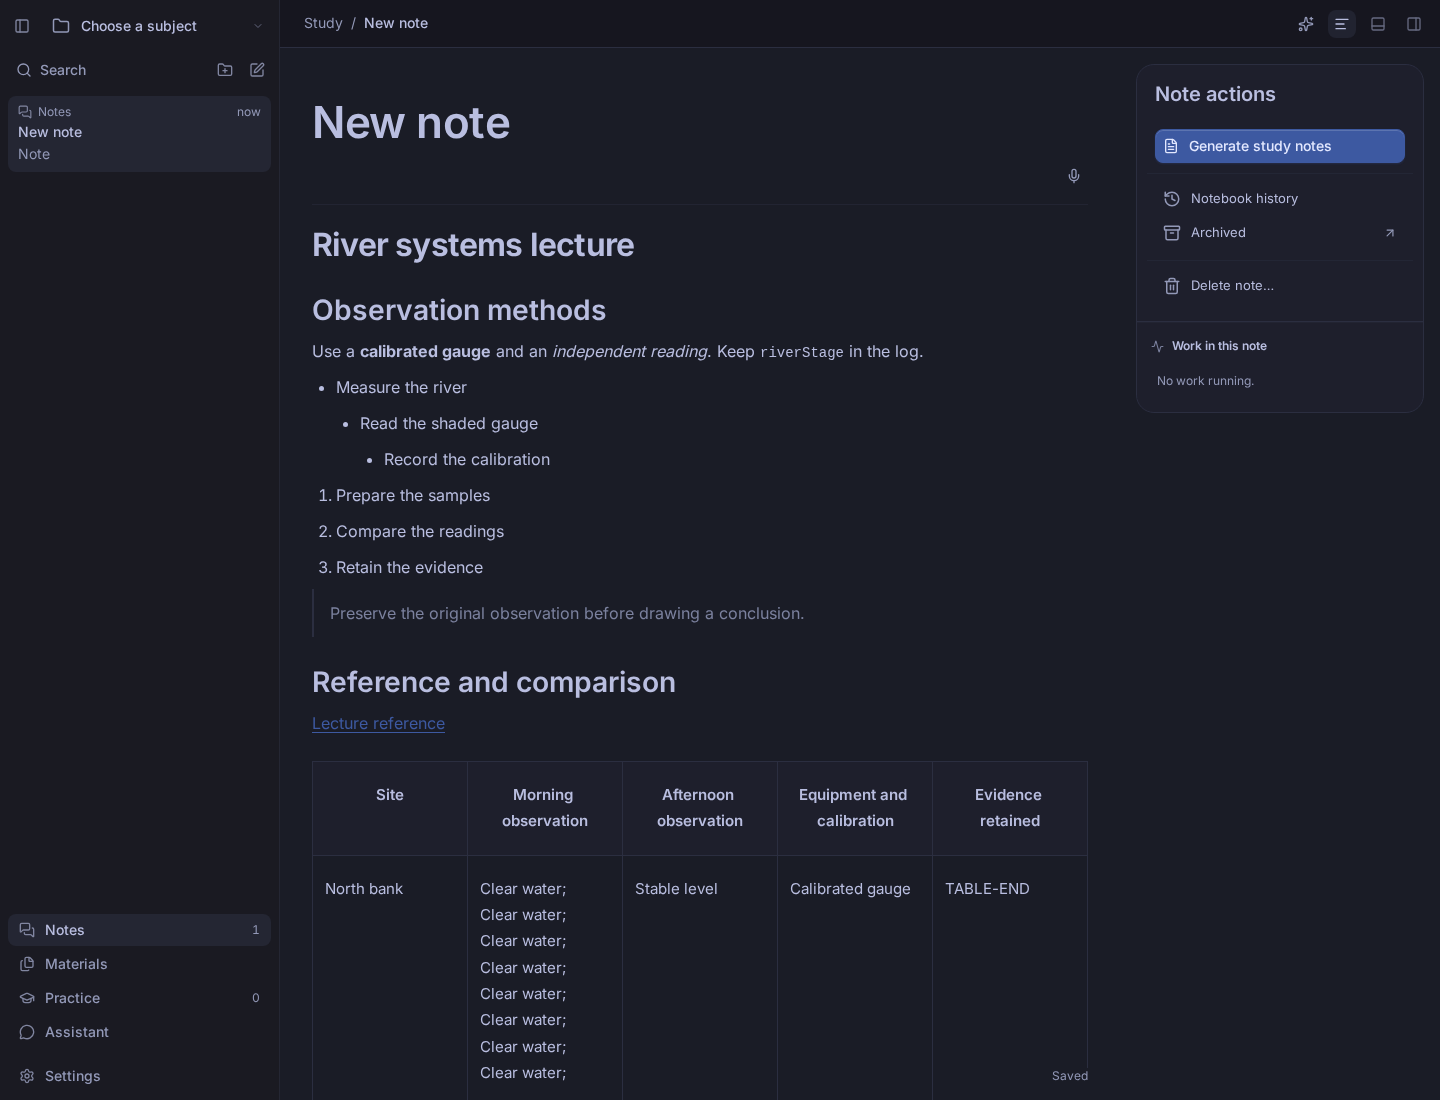 Choose a subject
Search
Notes now
New note
Note
Notes 1
Materials
Practice 0
Assistant
Settings
Study / New note
New note
River systems lecture
Observation methods
Use a calibrated gauge and an independent reading. Keep riverStage in the log.
• Measure the river
• Read the shaded gauge
• Record the calibration
1. Prepare the samples
2. Compare the readings
3. Retain the evidence
Preserve the original observation before drawing a conclusion.
Reference and comparison
Lecture reference
Site
Morning
observation
Afternoon
observation
Equipment and
calibration
Evidence
retained
North bank
Clear water;
Clear water;
Clear water;
Clear water;
Clear water;
Clear water;
Clear water;
Clear water;
Stable level
Calibrated gauge
TABLE-END
Saved
Note actions
Generate study notes
Notebook history
Archived
Delete note...
Work in this note
No work running.